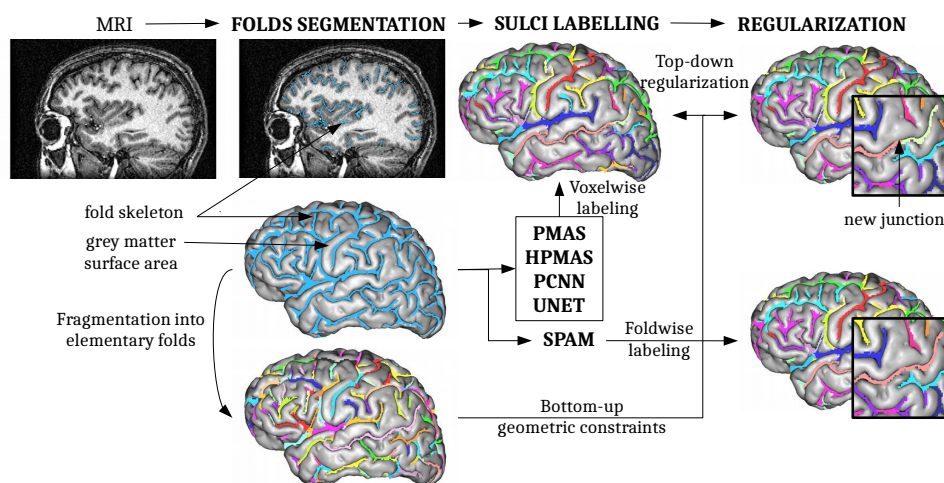 MRI
FOLDS SEGMENTATION
SULCI LABELLING
REGULARIZATION
Top-down
regularization
fold skeleton
grey matter
surface area
Voxelwise
labeling
new junction
PMAS
HPMAS
PCNN
UNET
Fragmentation into
elementary folds
SPAM
Foldwise
labeling
Bottom-up
geometric constraints